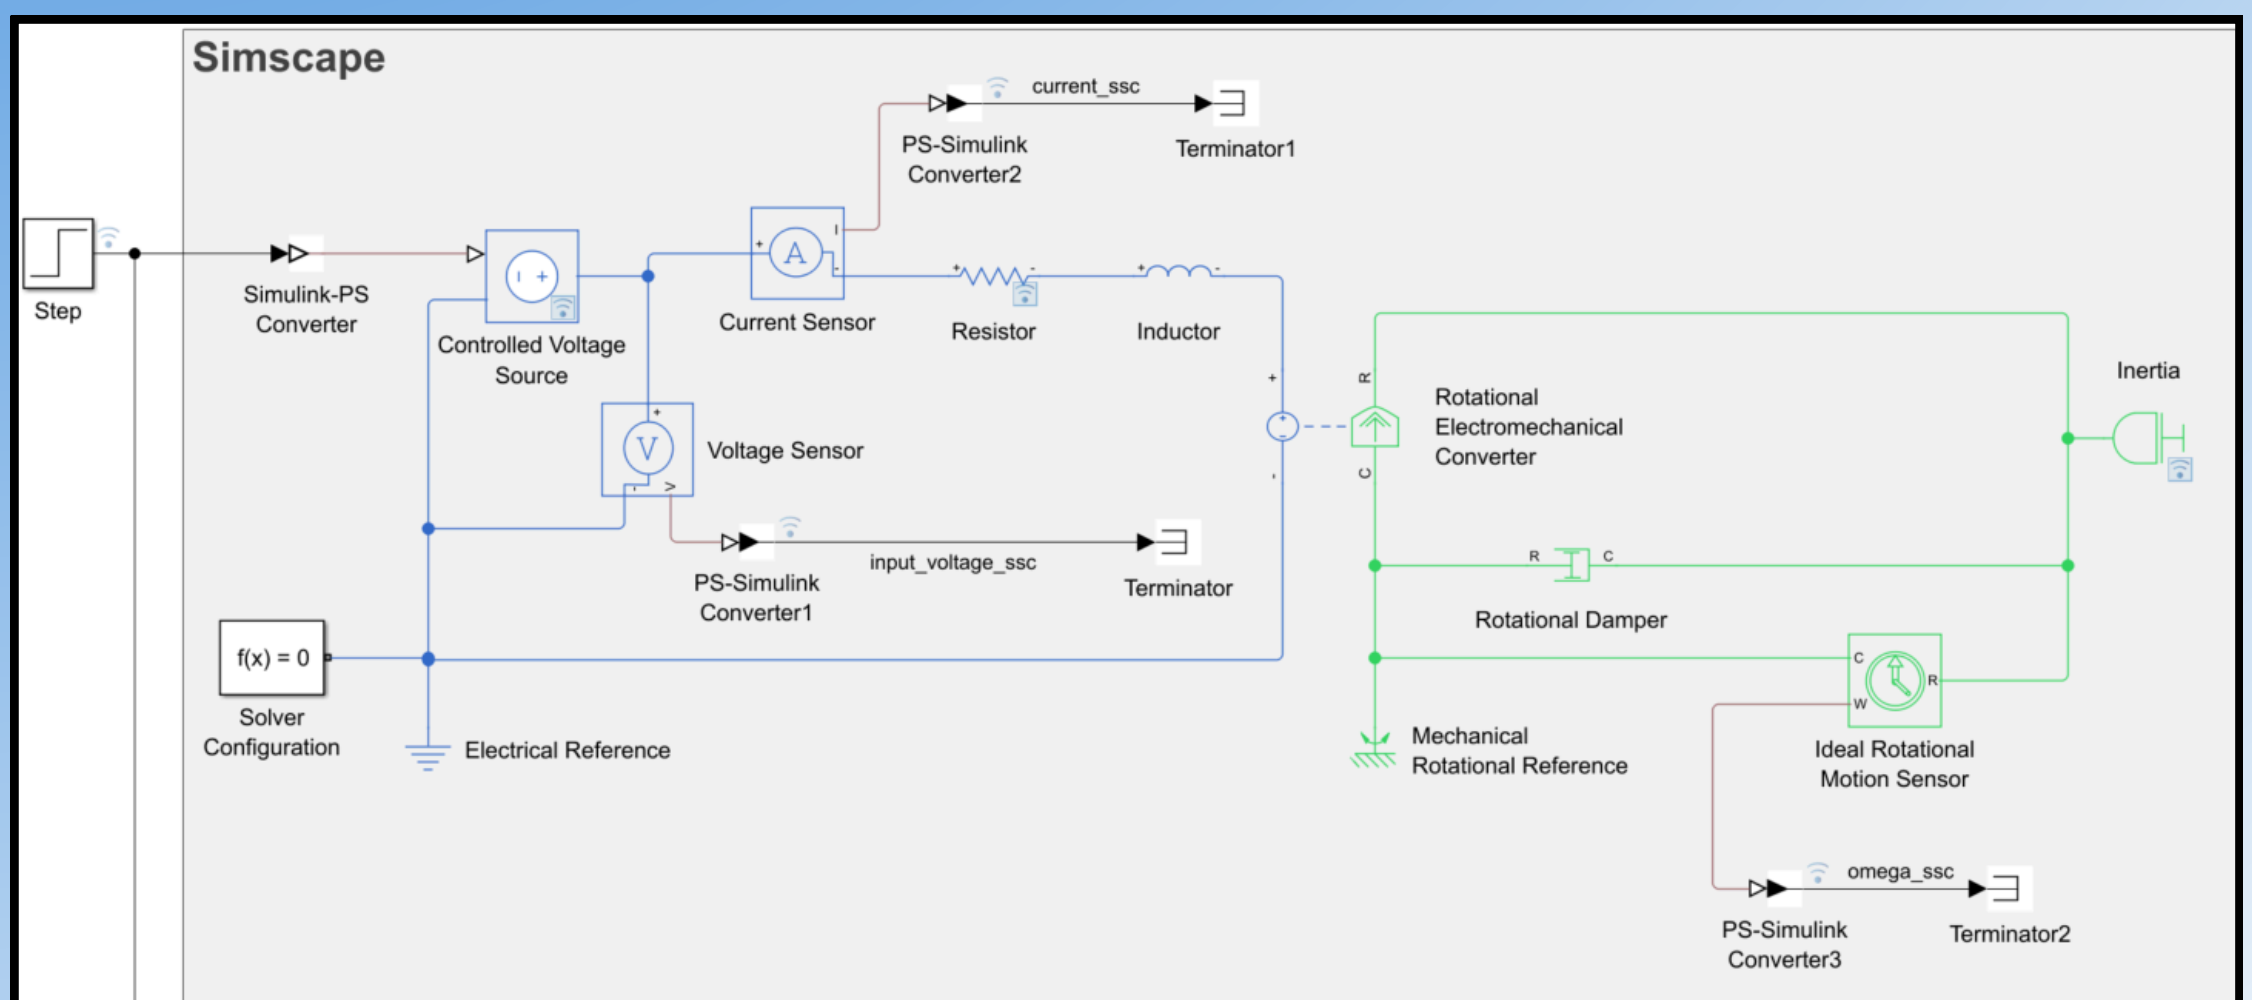 Simscape
current_ssc
PS-Simulink
Converter2
Terminator1
Step
Simulink-PS
Converter
Controlled Voltage
Source
+
I
A
-
Current Sensor
+
-
Resistor
+
-
Inductor
+
V
-
V
Voltage Sensor
PS-Simulink
Converter1
input_voltage_ssc
Terminator
f(x) = 0
Solver
Configuration
Electrical Reference
+
-
R
C
Rotational
Electromechanical
Converter
Inertia
R
C
Rotational Damper
C
R
W
Ideal Rotational
Motion Sensor
Mechanical
Rotational Reference
omega_ssc
PS-Simulink
Converter3
Terminator2